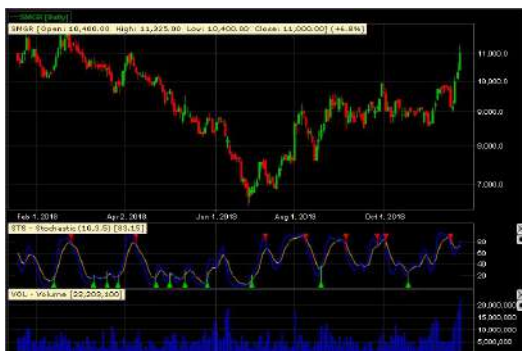 SMGR [Daily]
SMGR [Open: 10,400.00 High: 11,325.00 Low: 10,400.00 Close: 11,000.00] (+6.8%)
11,000.0
10,000.0
9,000.0
8,000.0
7,000.0
Feb 1, 2018 Apr 2, 2018 Jun 1, 2018 Aug 1, 2018 Oct 1, 2018
STS - Stochastic (10,3,5) [83.15]
80
60
40
20
VOL - Volume [22,203,100]
20,000,000
15,000,000
10,000,000
5,000,000